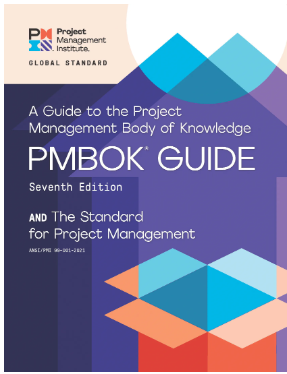 Project
Management
Institute.
GLOBAL STANDARD
A Guide to the Project
Management Body of Knowledge
PMBOK® GUIDE
Seventh Edition
AND The Standard
for Project Management
ANSI/PMI 99-001-2021